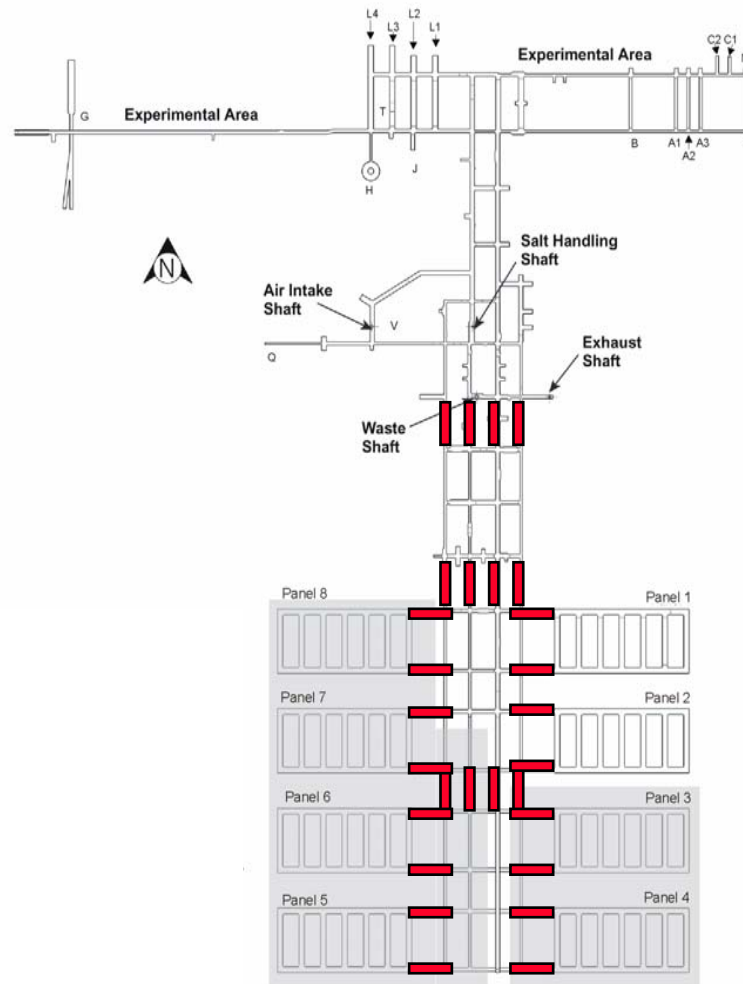 L4
L3
L2
L1
C2
C1
Experimental Area
Experimental Area
G
T
B
A1
A2
A3
H
J
N
Salt Handling
Shaft
Air Intake
Shaft
V
Q
Exhaust
Shaft
Waste
Shaft
Panel 8
Panel 1
Panel 7
Panel 2
Panel 6
Panel 3
Panel 5
Panel 4